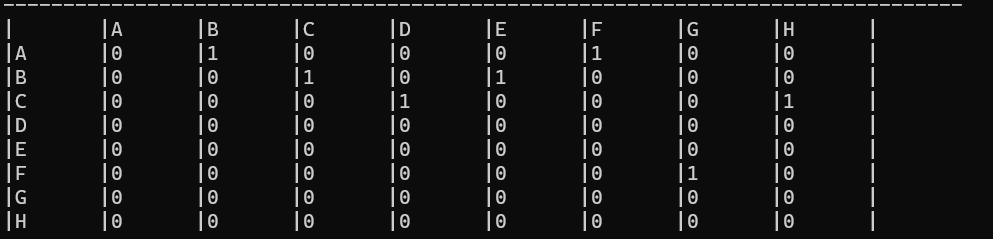 --------------------------------------------------------------------------------
|       |A      |B      |C      |D      |E      |F      |G      |H      |
|A      |0      |1      |0      |0      |0      |1      |0      |0      |
|B      |0      |0      |1      |0      |1      |0      |0      |0      |
|C      |0      |0      |0      |1      |0      |0      |0      |1      |
|D      |0      |0      |0      |0      |0      |0      |0      |0      |
|E      |0      |0      |0      |0      |0      |0      |0      |0      |
|F      |0      |0      |0      |0      |0      |0      |1      |0      |
|G      |0      |0      |0      |0      |0      |0      |0      |0      |
|H      |0      |0      |0      |0      |0      |0      |0      |0      |